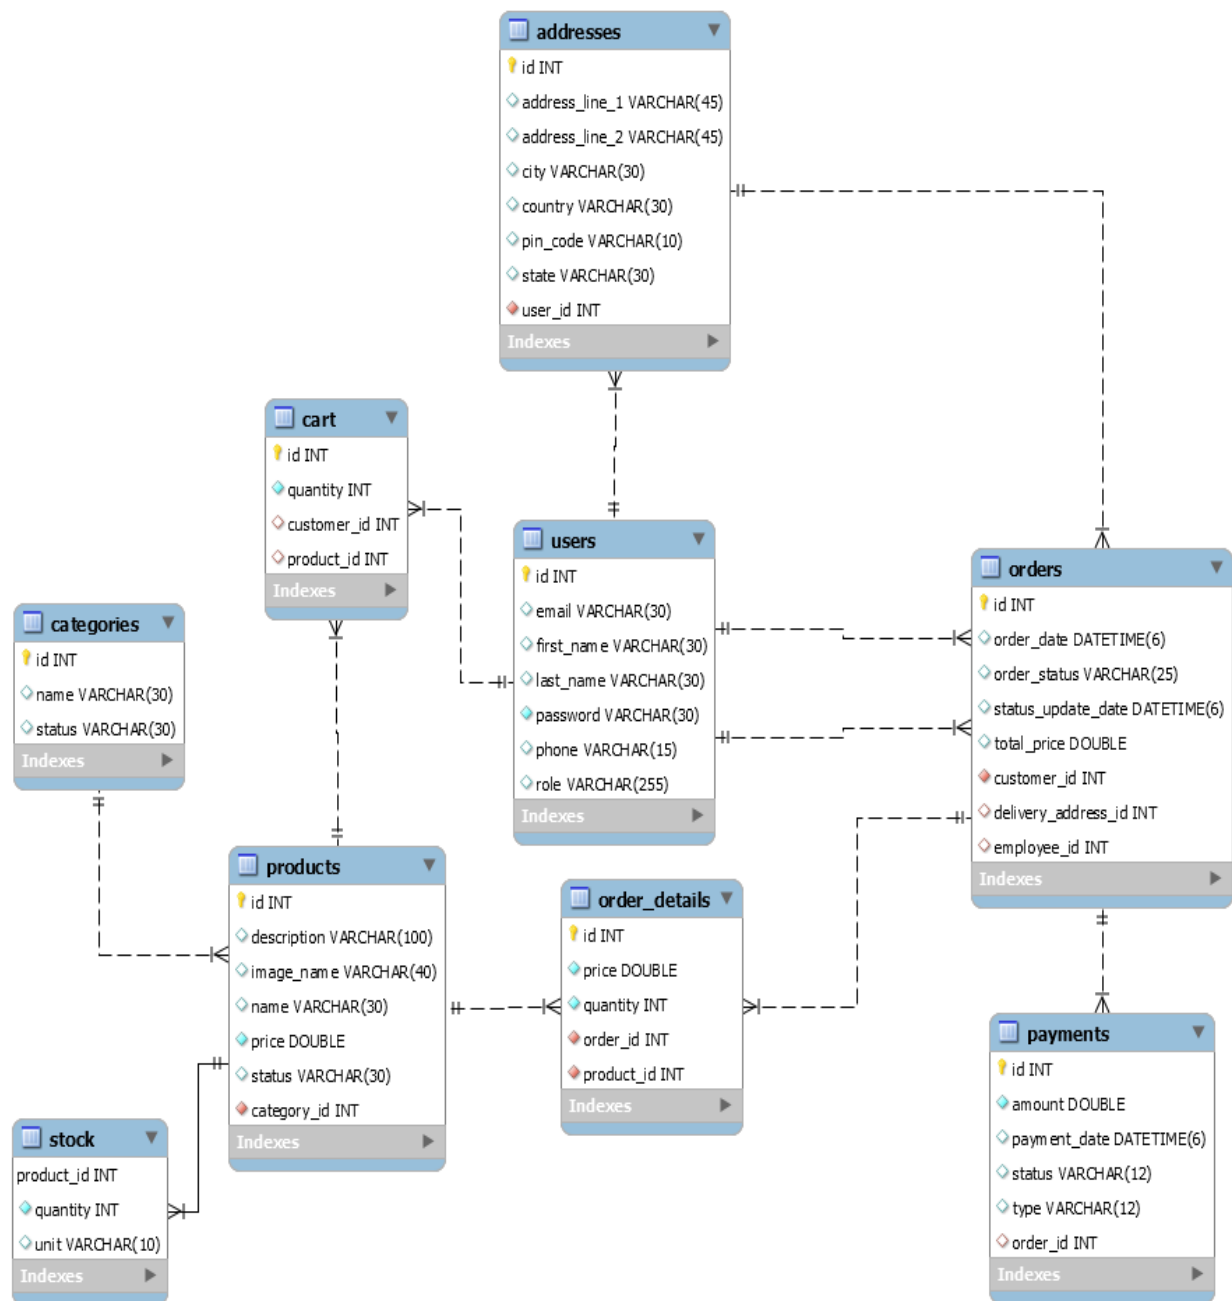 addresses
id INT
address_line_1 VARCHAR(45)
address_line_2 VARCHAR(45)
city VARCHAR(30)
country VARCHAR(30)
pin_code VARCHAR(10)
state VARCHAR(30)
user_id INT
Indexes
cart
id INT
quantity INT
customer_id INT
product_id INT
Indexes
users
id INT
email VARCHAR(30)
first_name VARCHAR(30)
last_name VARCHAR(30)
password VARCHAR(30)
phone VARCHAR(15)
role VARCHAR(255)
Indexes
orders
id INT
order_date DATETIME(6)
order_status VARCHAR(25)
status_update_date DATETIME(6)
total_price DOUBLE
customer_id INT
delivery_address_id INT
employee_id INT
Indexes
categories
id INT
name VARCHAR(30)
status VARCHAR(30)
Indexes
products
id INT
description VARCHAR(100)
image_name VARCHAR(40)
name VARCHAR(30)
price DOUBLE
status VARCHAR(30)
category_id INT
Indexes
order_details
id INT
price DOUBLE
quantity INT
order_id INT
product_id INT
Indexes
payments
id INT
amount DOUBLE
payment_date DATETIME(6)
status VARCHAR(12)
type VARCHAR(12)
order_id INT
Indexes
stock
product_id INT
quantity INT
unit VARCHAR(10)
Indexes